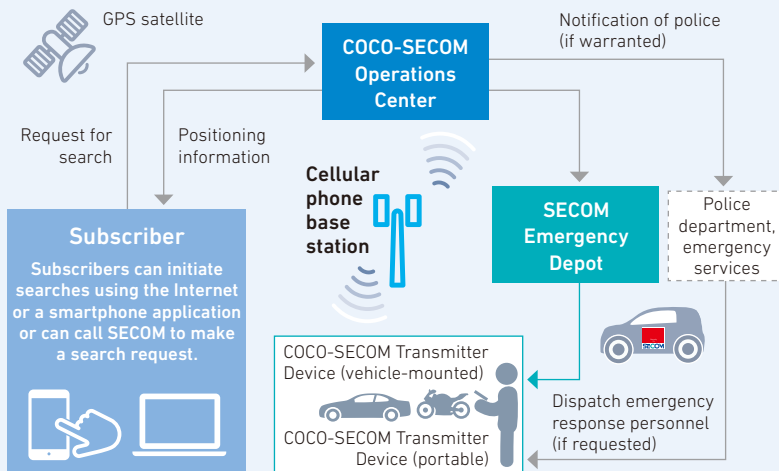 GPS satellite
COCO-SECOM
Operations
Center
Notification of police
(if warranted)
Request for
search
Positioning
information
Cellular
phone
base
station
SECOM
Emergency
Depot
Police
department,
emergency
services
Subscriber
Subscribers can initiate
searches using the Internet
or a smartphone application
or can call SECOM to make
a search request.
SECOM
COCO-SECOM Transmitter
Device (vehicle-mounted)
COCO-SECOM Transmitter
Device (portable)
Dispatch emergency
response personnel
(if requested)